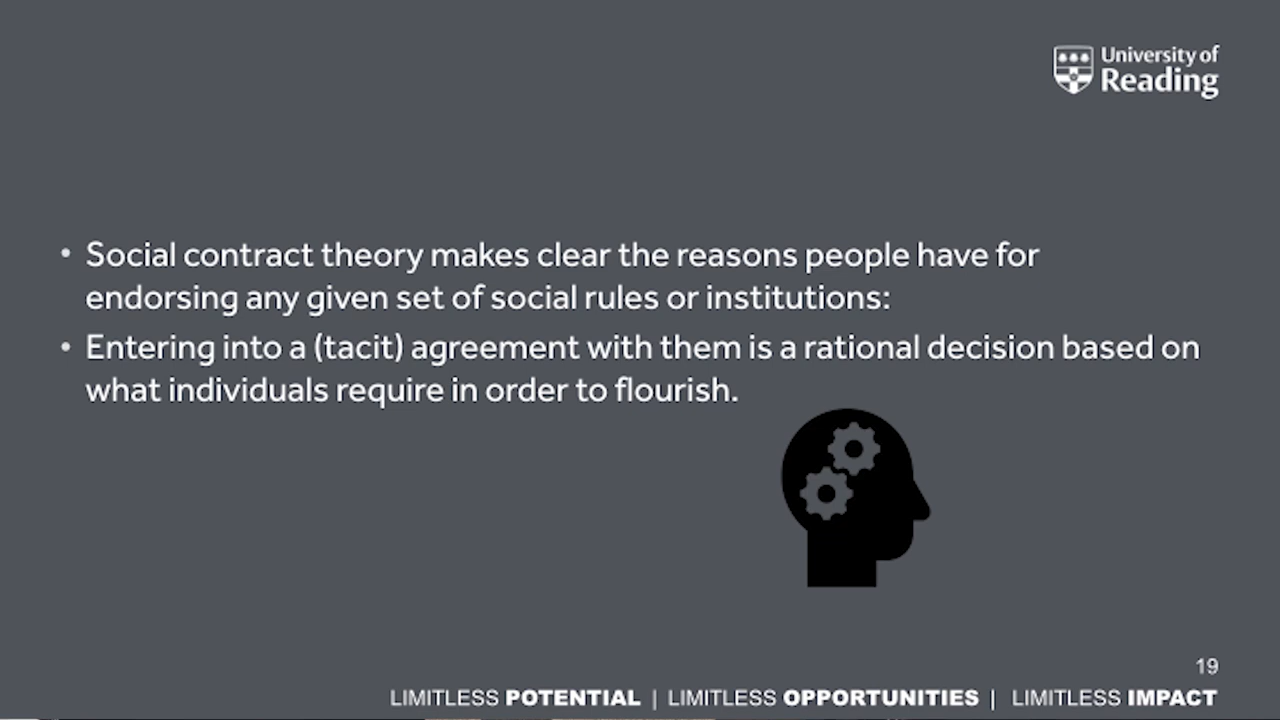 University of
Reading
• Social contract theory makes clear the reasons people have for
endorsing any given set of social rules or institutions:
• Entering into a (tacit) agreement with them is a rational decision based on
what individuals require in order to flourish.
19
LIMITLESS POTENTIAL | LIMITLESS OPPORTUNITIES | LIMITLESS IMPACT